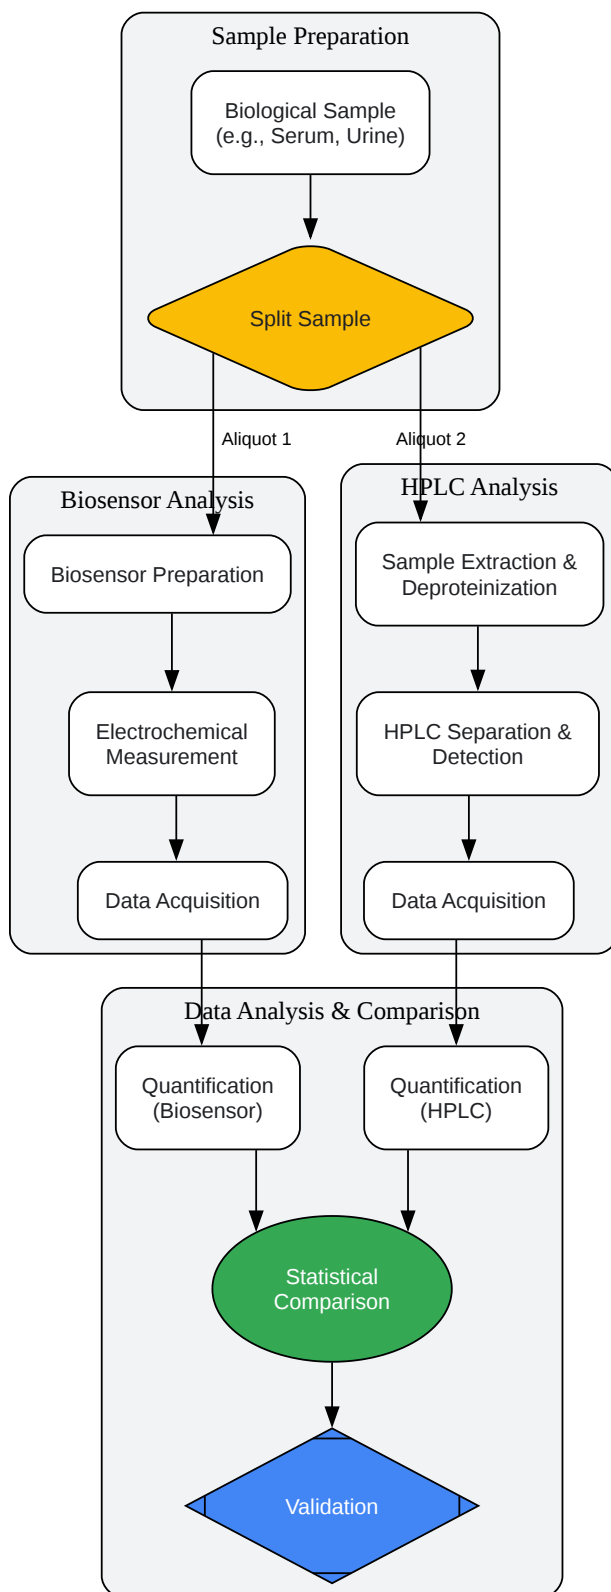 Sample Preparation
Biological Sample
(e.g., Serum, Urine)
Split Sample
Aliquot 1
Aliquot 2
Biosensor Analysis
Biosensor Preparation
Electrochemical
Measurement
Data Acquisition
HPLC Analysis
Sample Extraction &
Deproteinization
HPLC Separation &
Detection
Data Acquisition
Data Analysis & Comparison
Quantification
(Biosensor)
Quantification
(HPLC)
Statistical
Comparison
Validation